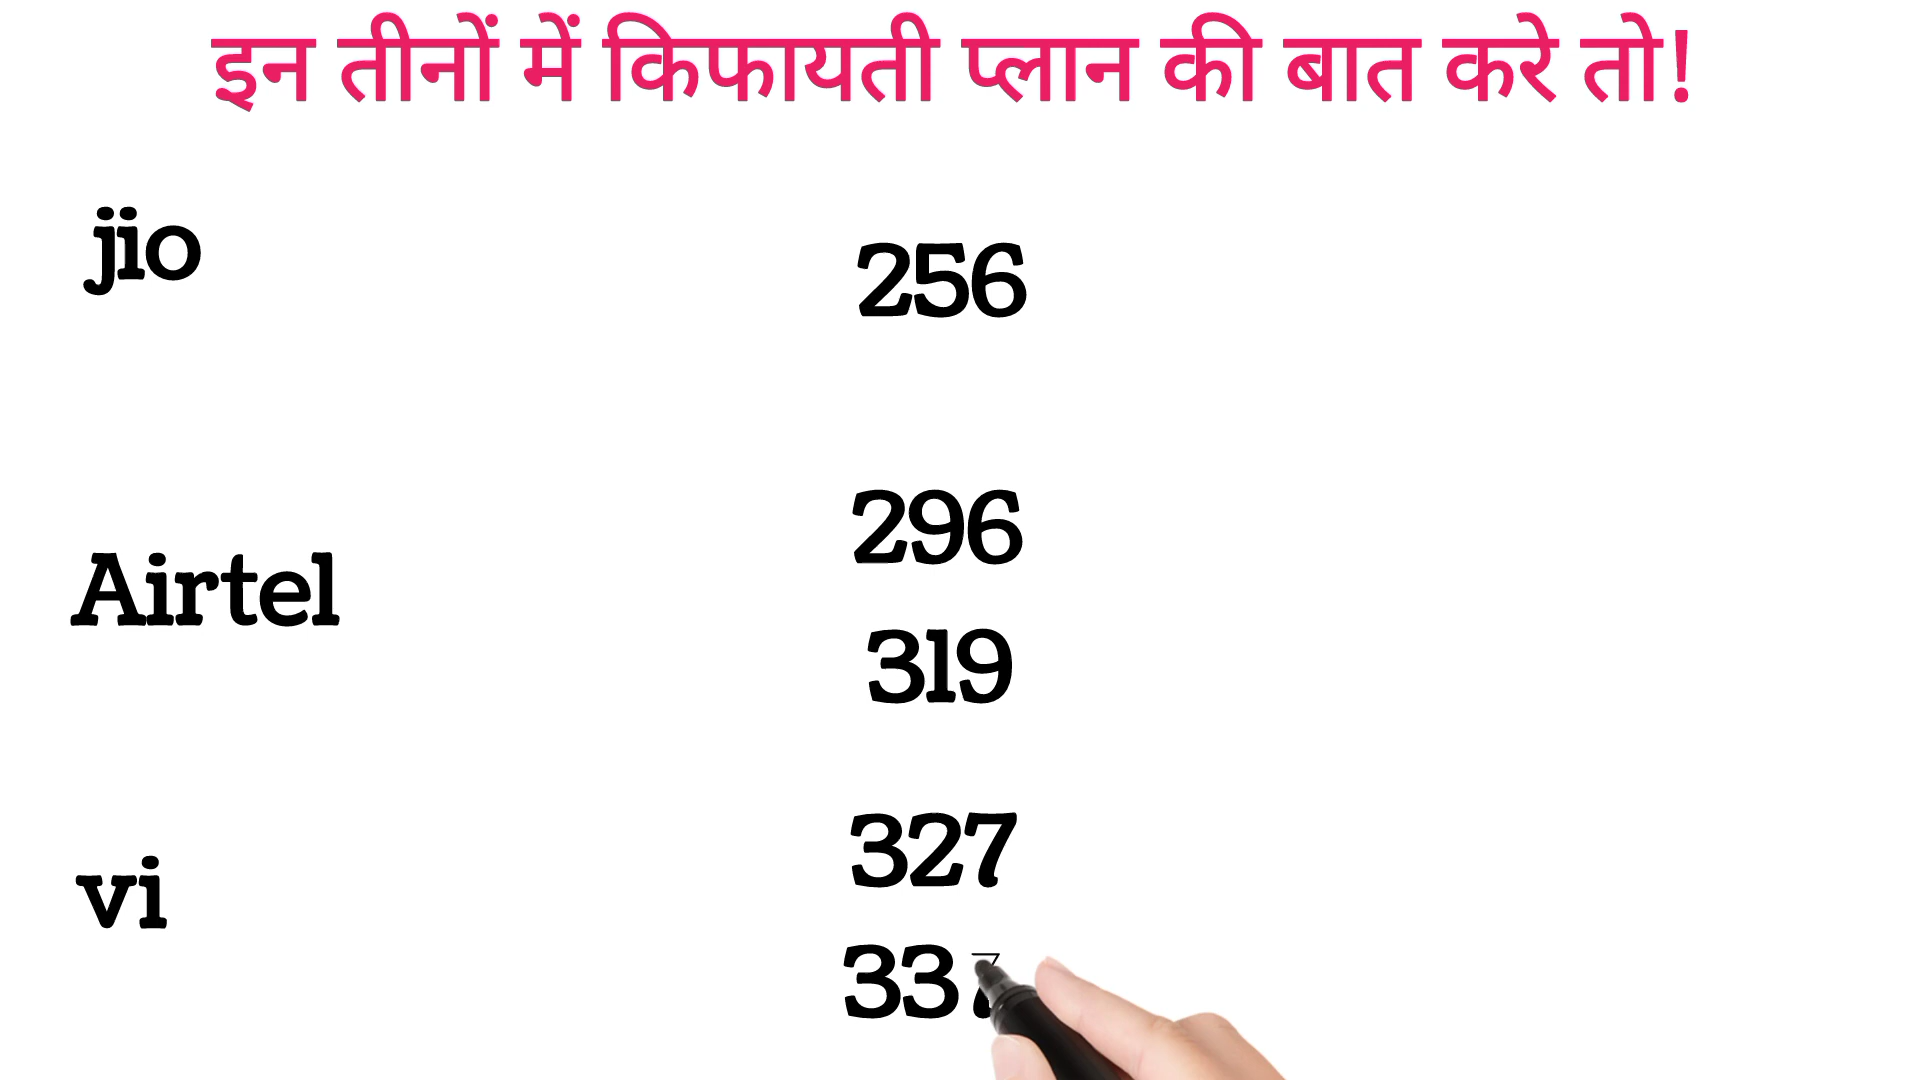 इन तीनों में किफायती प्लान की बात करे तो!
jio
256
296
Airtel
319
327
vi
33